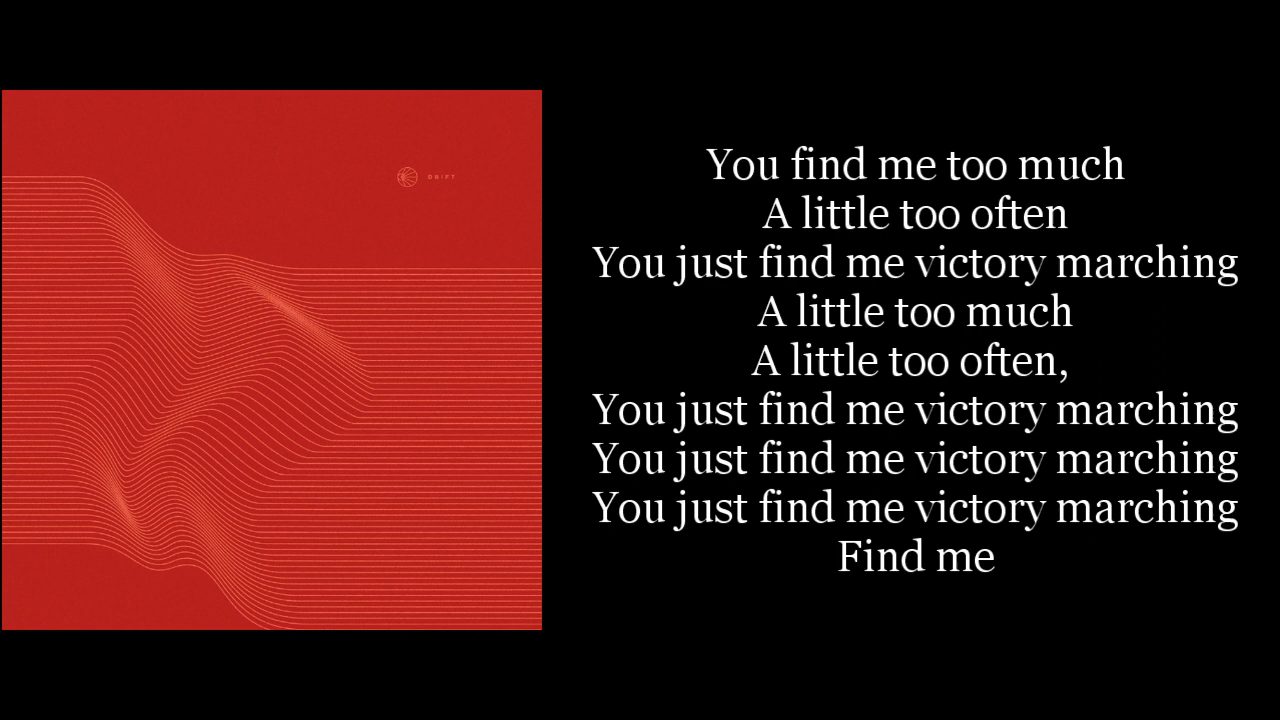 DRIFT
You find me too much
A little too often
You just find me victory marching
A little too much
A little too often,
You just find me victory marching
You just find me victory marching
You just find me victory marching
Find me